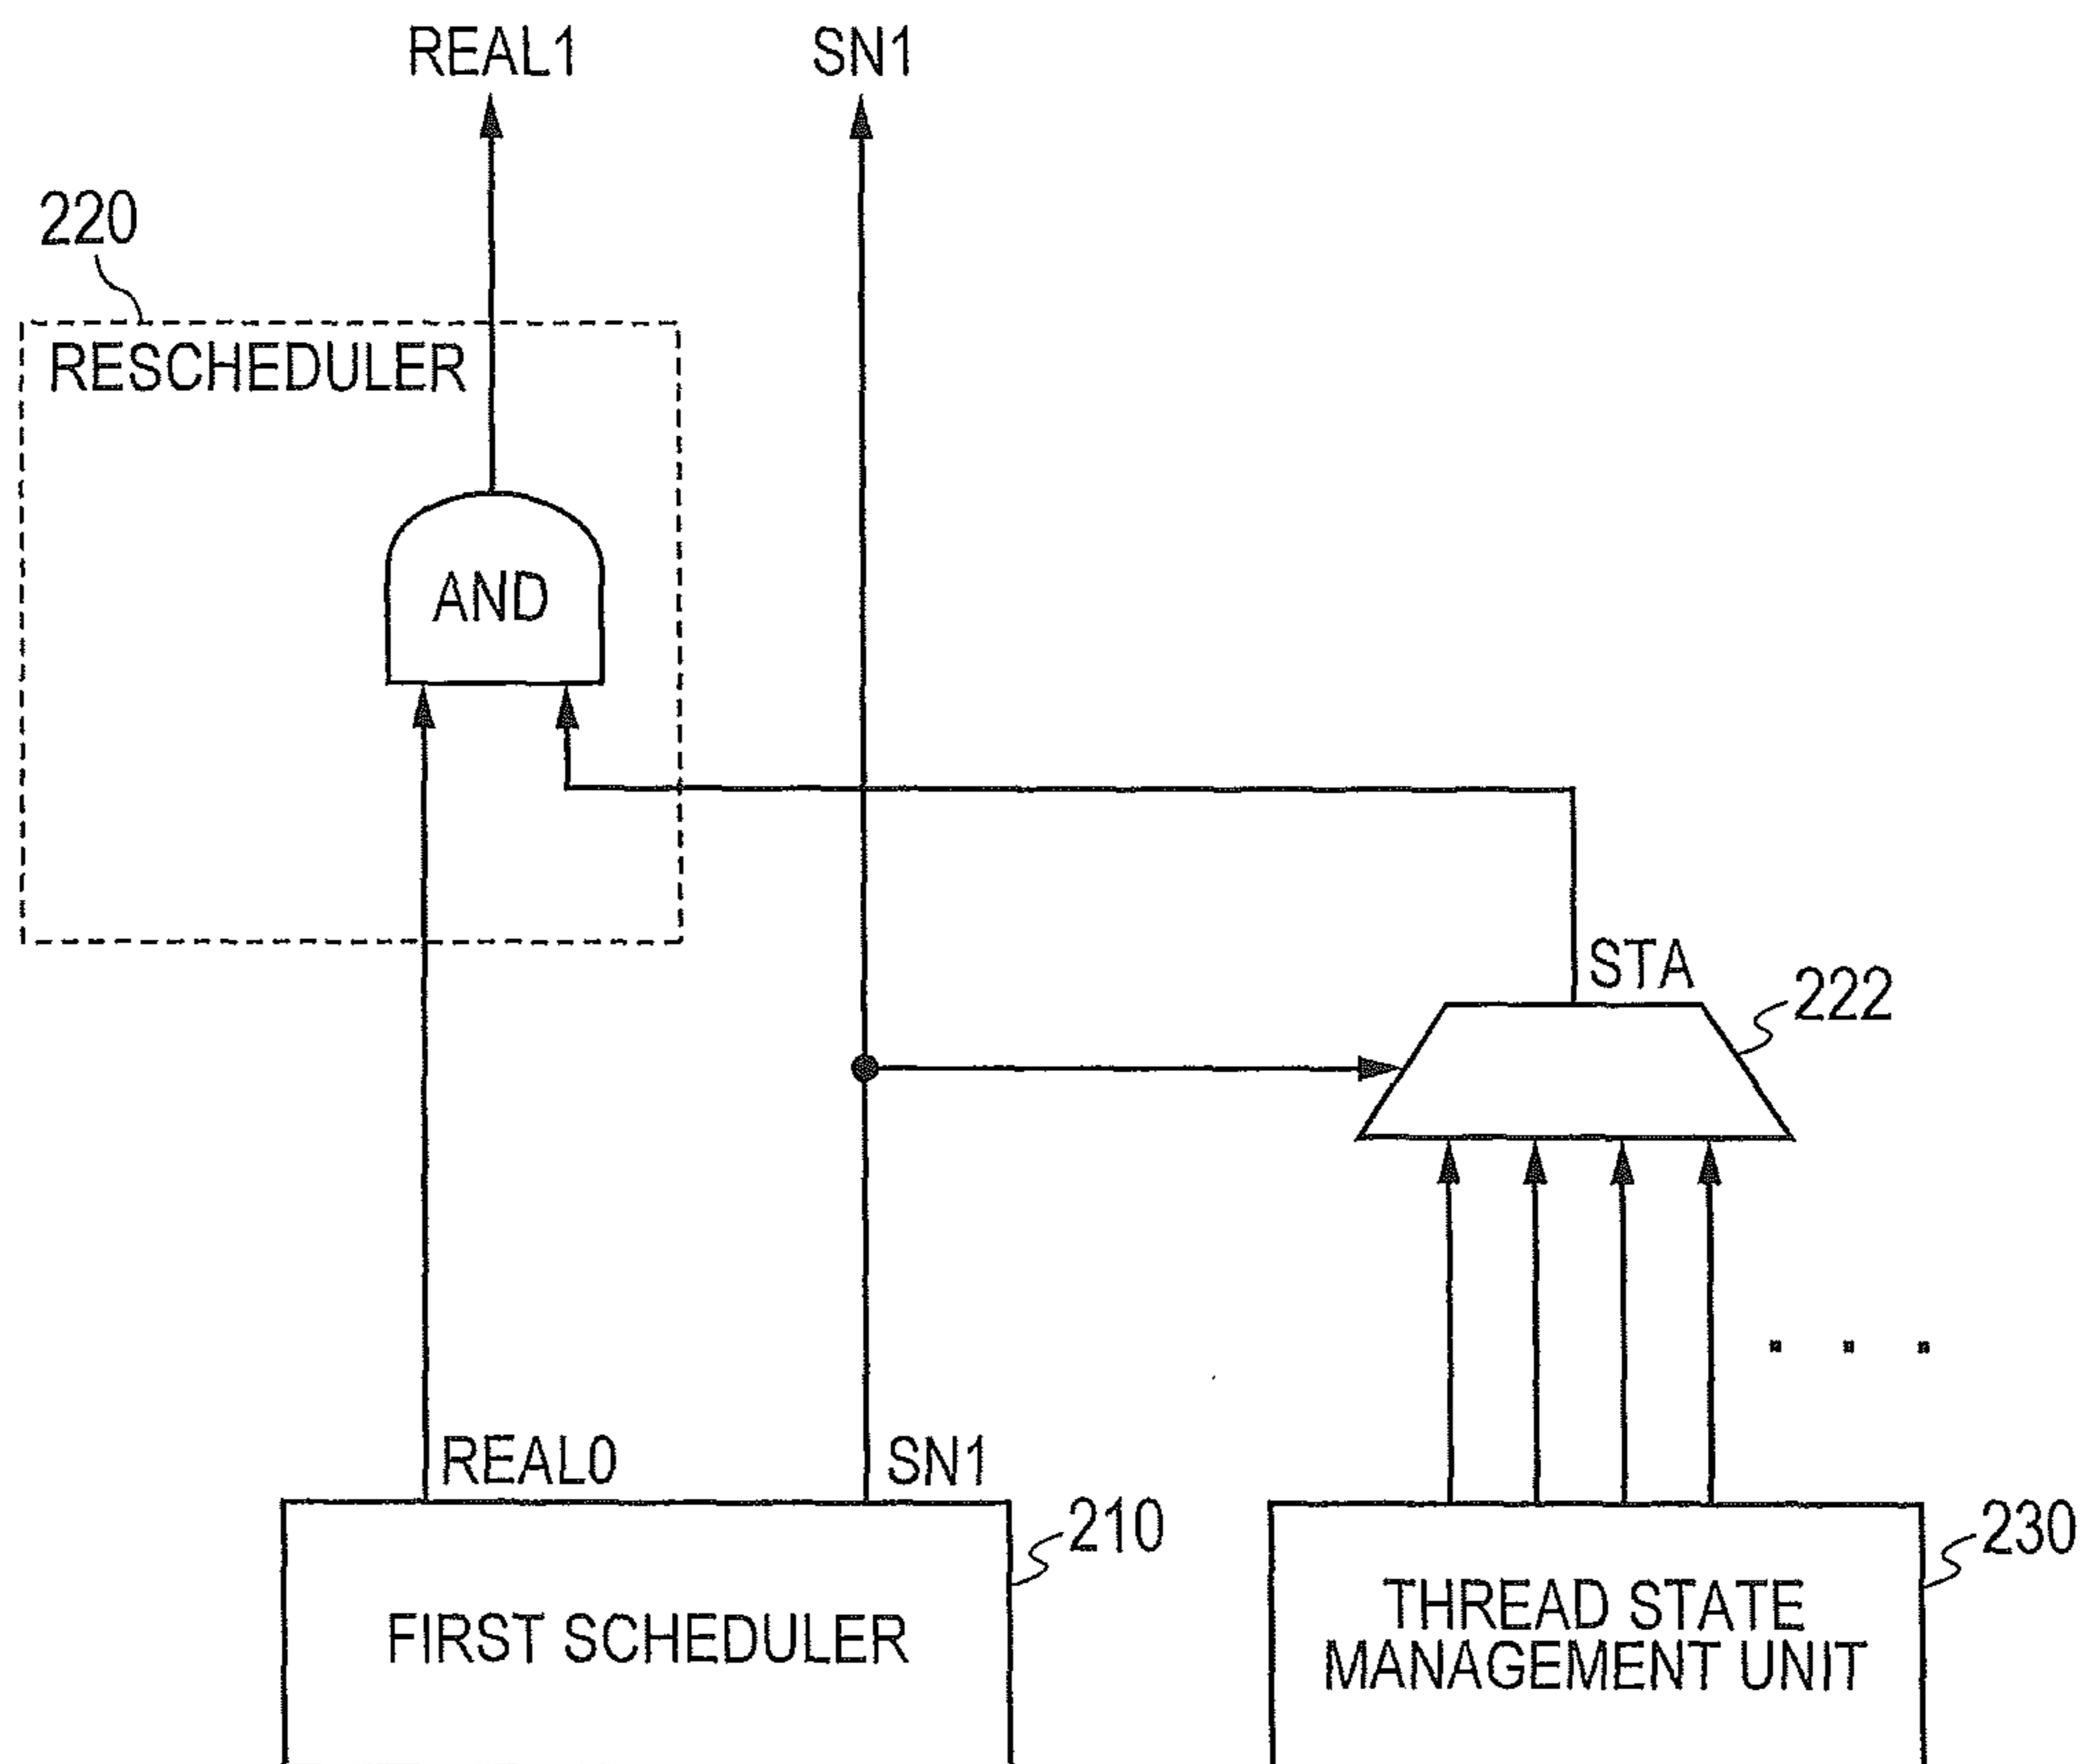 REAL1
SN1
220
RESCHEDULER
AND
STA
222
REAL0
SN1
210
230
FIRST SCHEDULER
THREAD STATE
MANAGEMENT UNIT